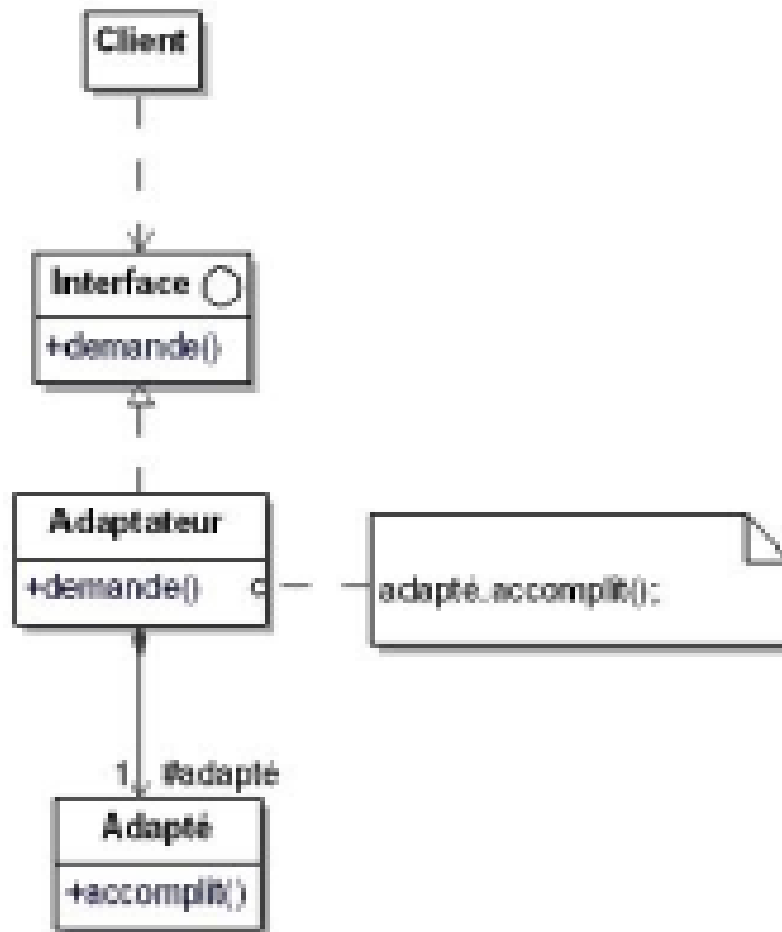 Client
Interface
+demande()
Adaptateur
+demande()
adapté.accomplit();
1 #adapté
Adapté
+accomplit()